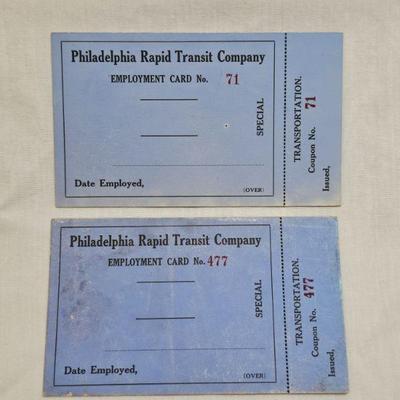 Philadelphia Rapid Transit Company
EMPLOYMENT CARD No. 71
SPECIAL
Date Employed,
(OVER)
TRANSPORTATION.
Coupon No. 71
Issued,
Philadelphia Rapid Transit Company
EMPLOYMENT CARD No. 477
SPECIAL
Date Employed,
(OVER)
TRANSPORTATION.
Coupon No. 477
Issued,